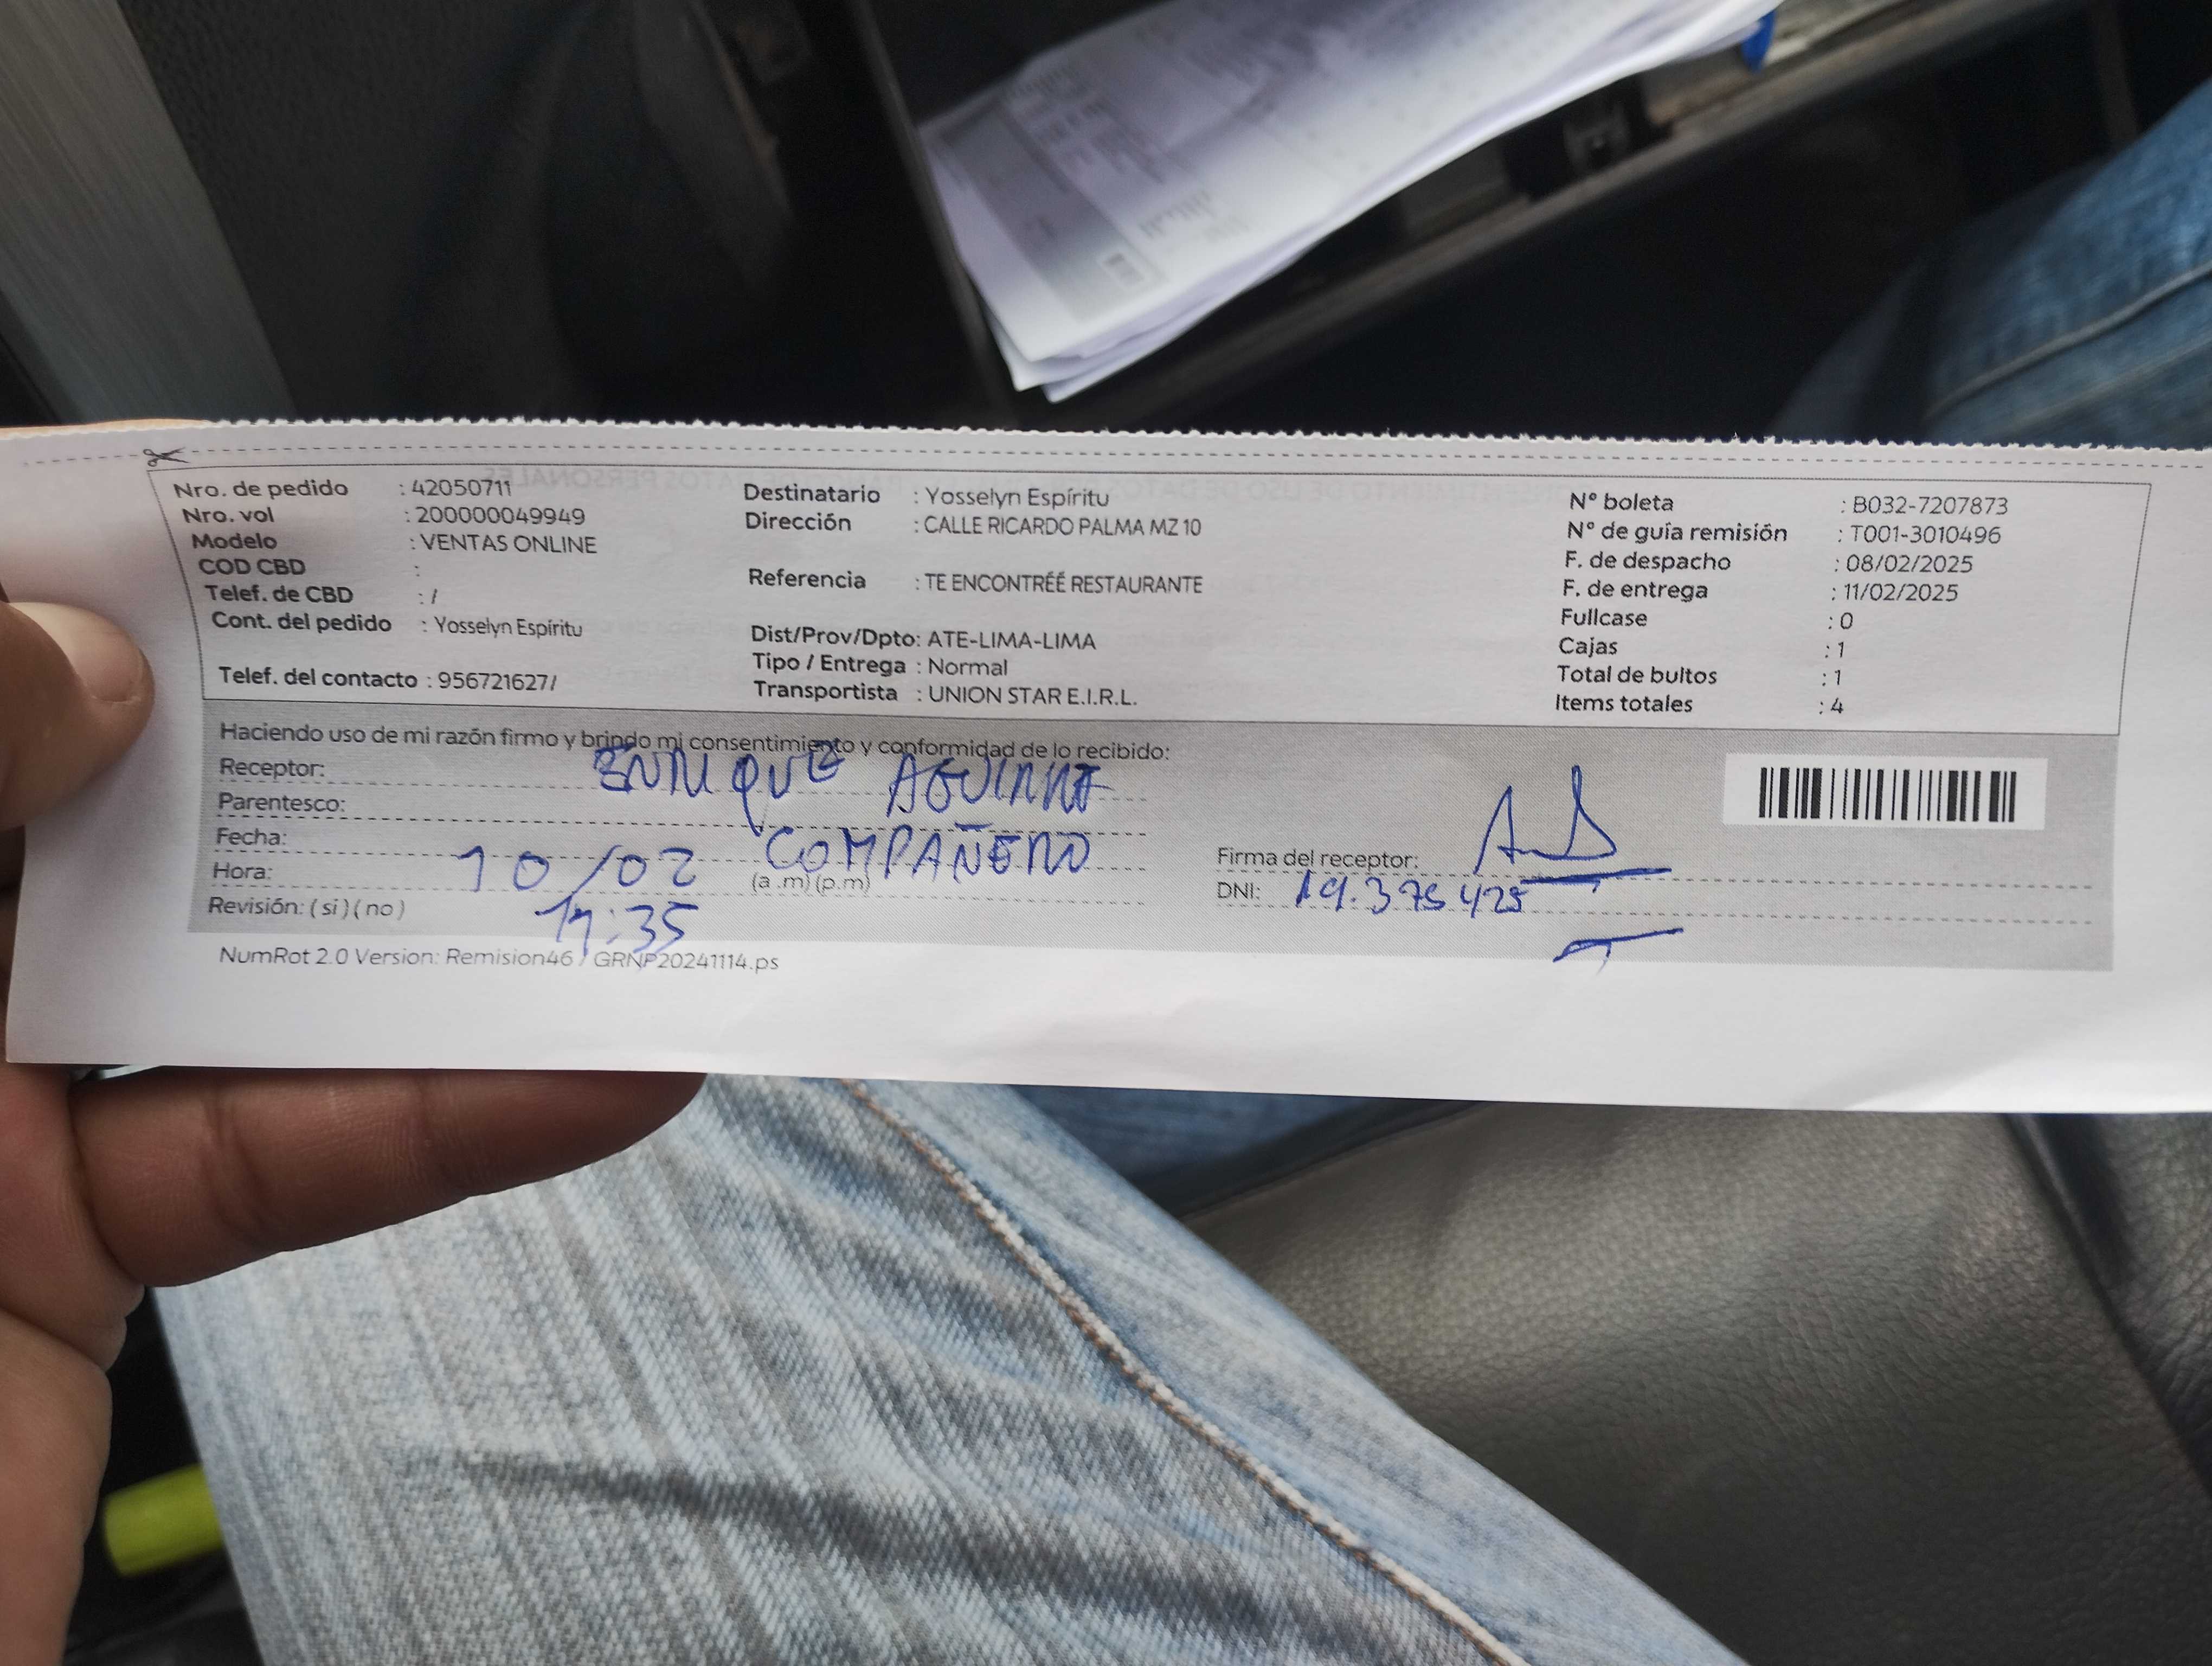 Nro. de pedido : 42050711
Nro. vol : 200000049949
Modelo : VENTAS ONLINE
COD CBD :
Telef. de CBD : /
Cont. del pedido : Yosselyn Espíritu
Telef. del contacto : 956721627/
Destinatario : Yosselyn Espíritu
Dirección : CALLE RICARDO PALMA MZ 10
Referencia : TE ENCONTRÉÉ RESTAURANTE
Dist/Prov/Dpto: ATE-LIMA-LIMA
Tipo / Entrega : Normal
Transportista : UNION STAR E.I.R.L.
N° boleta : B032-7207873
N° de guía remisión : T001-3010496
F. de despacho : 08/02/2025
F. de entrega : 11/02/2025
Fullcase : 0
Cajas : 1
Total de bultos : 1
Items totales : 4
Haciendo uso de mi razón firmo y brindo mi consentimiento y conformidad de lo recibido:
Receptor: ENRIQUE AGUIRRE
Parentesco: COMPAÑERO
Fecha: 10/02
Hora: :35 (a.m)(p.m)
Revisión: (si)(no)
Firma del receptor:
DNI: 19.375425
NumRot 2.0 Version: Remision46 / GRNP20241114.ps